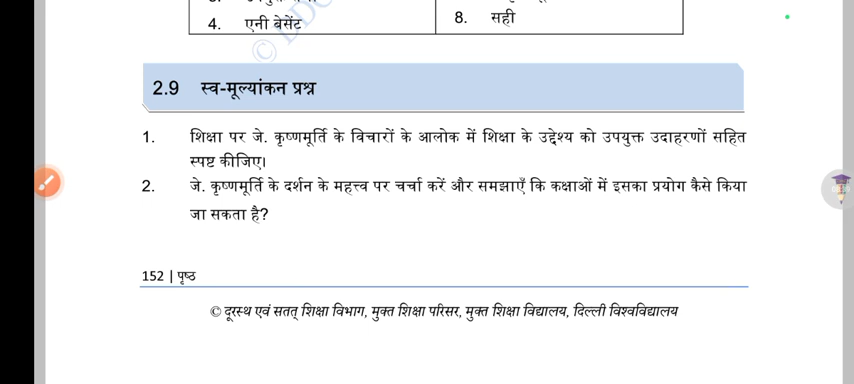 4. एनी बेसेंट
8. सही
2.9 स्व-मूल्यांकन प्रश्न
1. शिक्षा पर जे. कृष्णमूर्ति के विचारों के आलोक में शिक्षा के उद्देश्य को उपयुक्त उदाहरणों सहित
स्पष्ट कीजिए।
2. जे. कृष्णमूर्ति के दर्शन के महत्त्व पर चर्चा करें और समझाएँ कि कक्षाओं में इसका प्रयोग कैसे किया
जा सकता है?
152 | पृष्ठ
© दूरस्थ एवं सतत् शिक्षा विभाग, मुक्त शिक्षा परिसर, मुक्त शिक्षा विद्यालय, दिल्ली विश्वविद्यालय